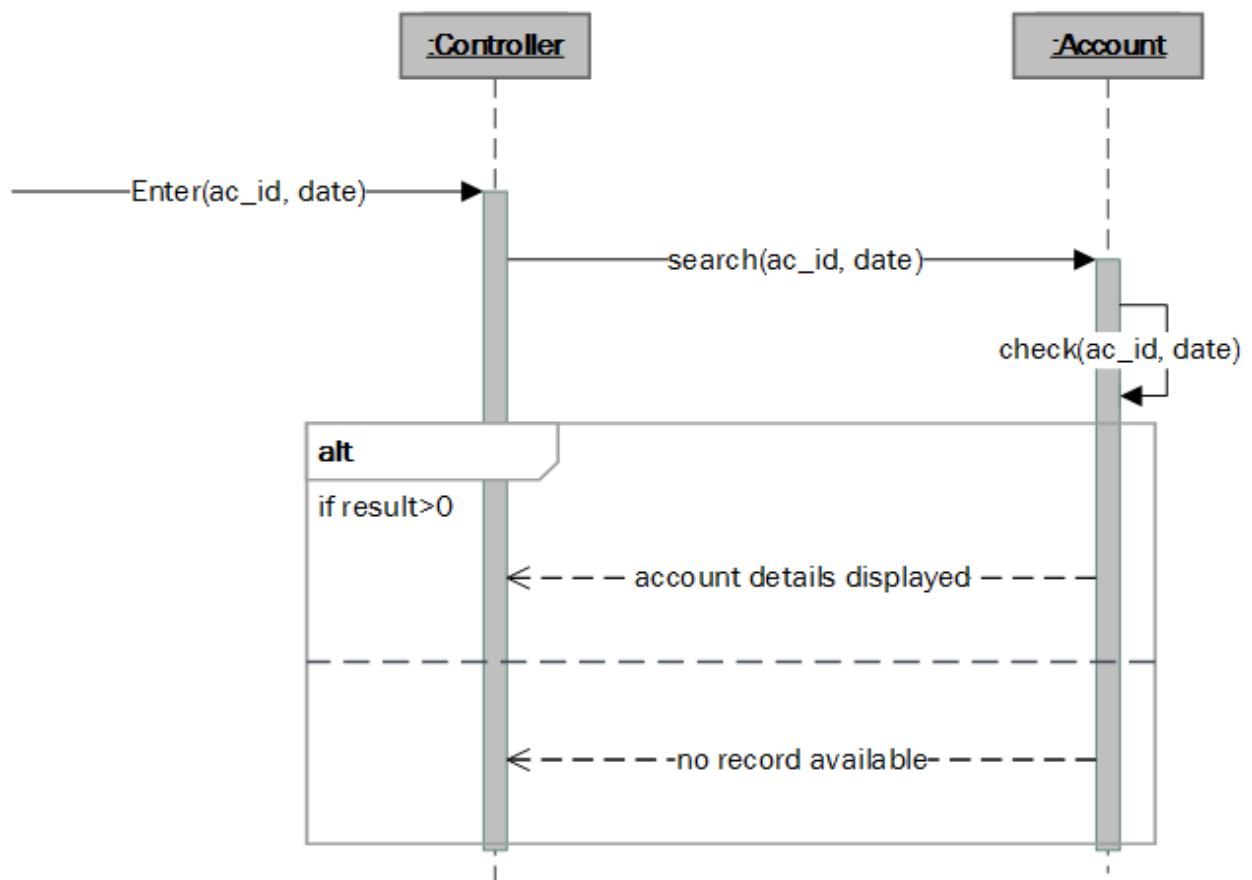 :Controller
:Account
Enter(ac_id, date)
search(ac_id, date)
check(ac_id, date)
alt
if result>0
account details displayed
no record available